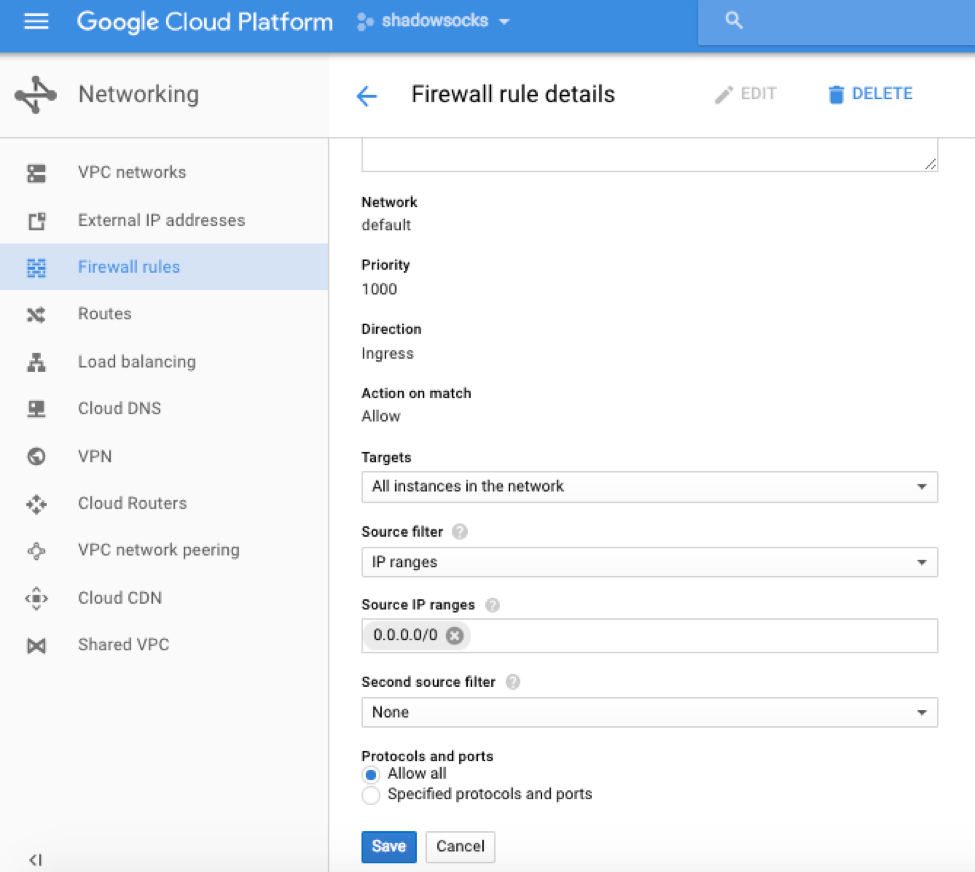 Google Cloud Platform shadowsocks
Networking
Firewall rule details
EDIT
DELETE
VPC networks
External IP addresses
Firewall rules
Routes
Load balancing
Cloud DNS
VPN
Cloud Routers
VPC network peering
Cloud CDN
Shared VPC
Network
default
Priority
1000
Direction
Ingress
Action on match
Allow
Targets
All instances in the network
Source filter ?
IP ranges
Source IP ranges ?
0.0.0.0/0
Second source filter ?
None
Protocols and ports
Allow all
Specified protocols and ports
Save Cancel